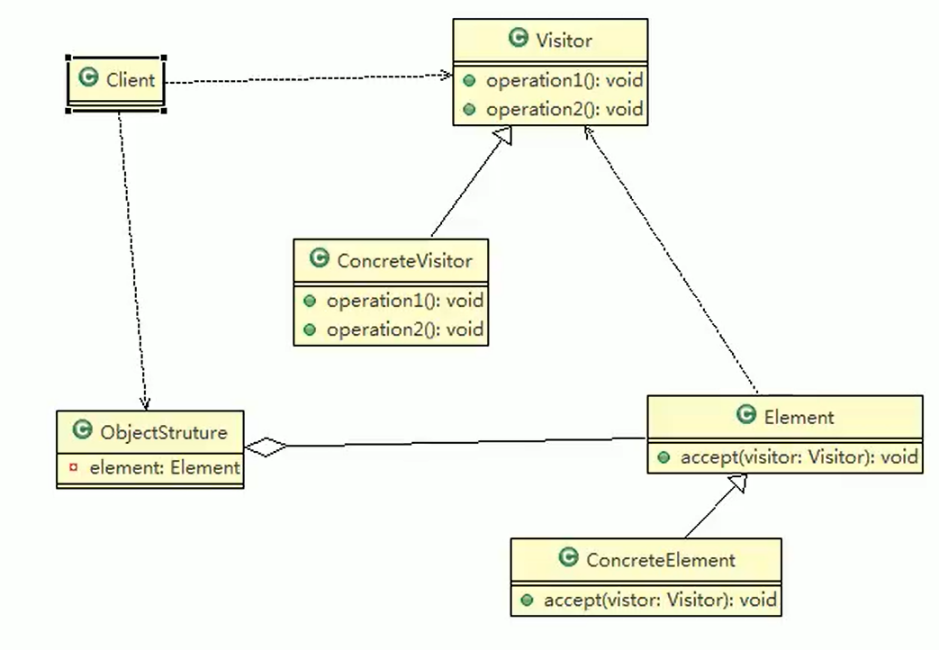 Visitor
operation1(): void
operation2(): void
Client
ConcreteVisitor
operation1(): void
operation2(): void
ObjectStruture
element: Element
Element
accept(visitor: Visitor): void
ConcreteElement
accept(vistor: Visitor): void